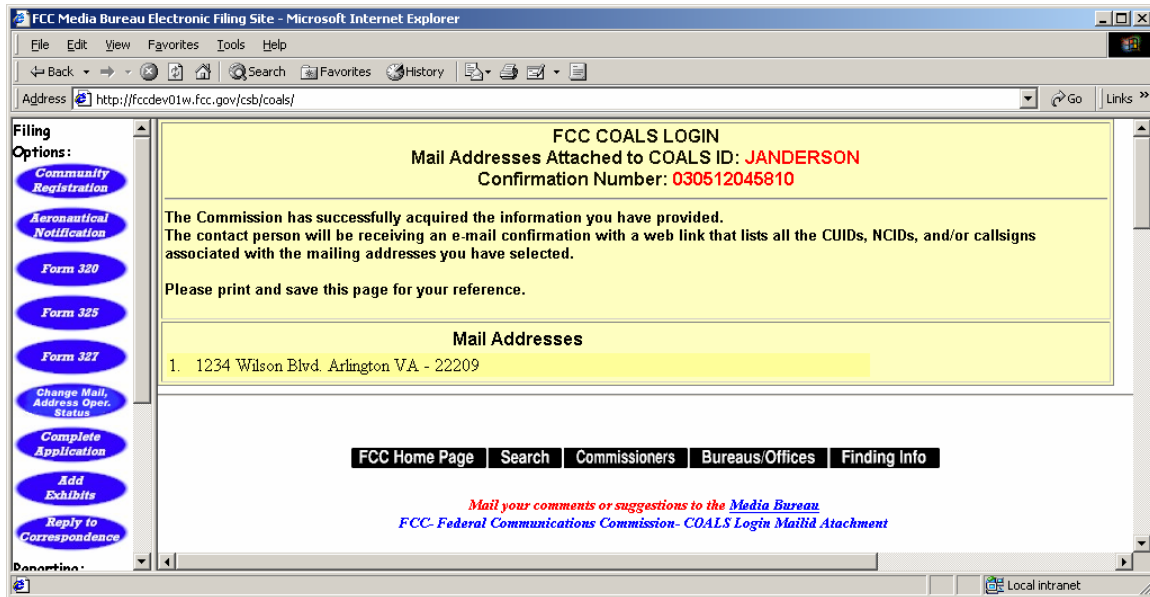 FCC Media Bureau Electronic Filing Site - Microsoft Internet Explorer
File Edit View Favorites Tools Help
Back Search Favorites History
Address http://fccdev01w.fcc.gov/csb/coals/ Go Links »
Filing
Options:
Community
Registration
Aeronautical
Notification
Form 320
Form 325
Form 327
Change Mail,
Address Oper.
Status
Complete
Application
Add
Exhibits
Reply to
Correspondence
Reporting:
FCC COALS LOGIN
Mail Addresses Attached to COALS ID: JANDERSON
Confirmation Number: 030512045810
The Commission has successfully acquired the information you have provided.
The contact person will be receiving an e-mail confirmation with a web link that lists all the CUIDs, NCIDs, and/or callsigns
associated with the mailing addresses you have selected.
Please print and save this page for your reference.
Mail Addresses
1. 1234 Wilson Blvd. Arlington VA - 22209
FCC Home Page Search Commissioners Bureaus/Offices Finding Info
Mail your comments or suggestions to the Media Bureau
FCC- Federal Communications Commission- COALS Login Mailid Atachment
Local intranet